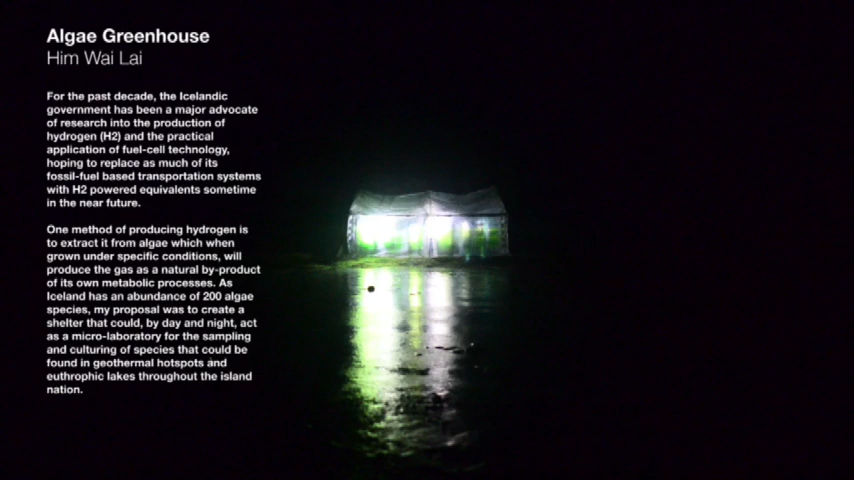 Algae Greenhouse
Him Wai Lai
For the past decade, the Icelandic
government has been a major advocate
of research into the production of
hydrogen (H2) and the practical
application of fuel-cell technology,
hoping to replace as much of its
fossil-fuel based transportation systems
with H2 powered equivalents sometime
in the near future.
One method of producing hydrogen is
to extract it from algae which when
grown under specific conditions, will
produce the gas as a natural by-product
of its own metabolic processes. As
Iceland has an abundance of 200 algae
species, my proposal was to create a
shelter that could, by day and night, act
as a micro-laboratory for the sampling
and culturing of species that could be
found in geothermal hotspots and
euthrophic lakes throughout the island
nation.